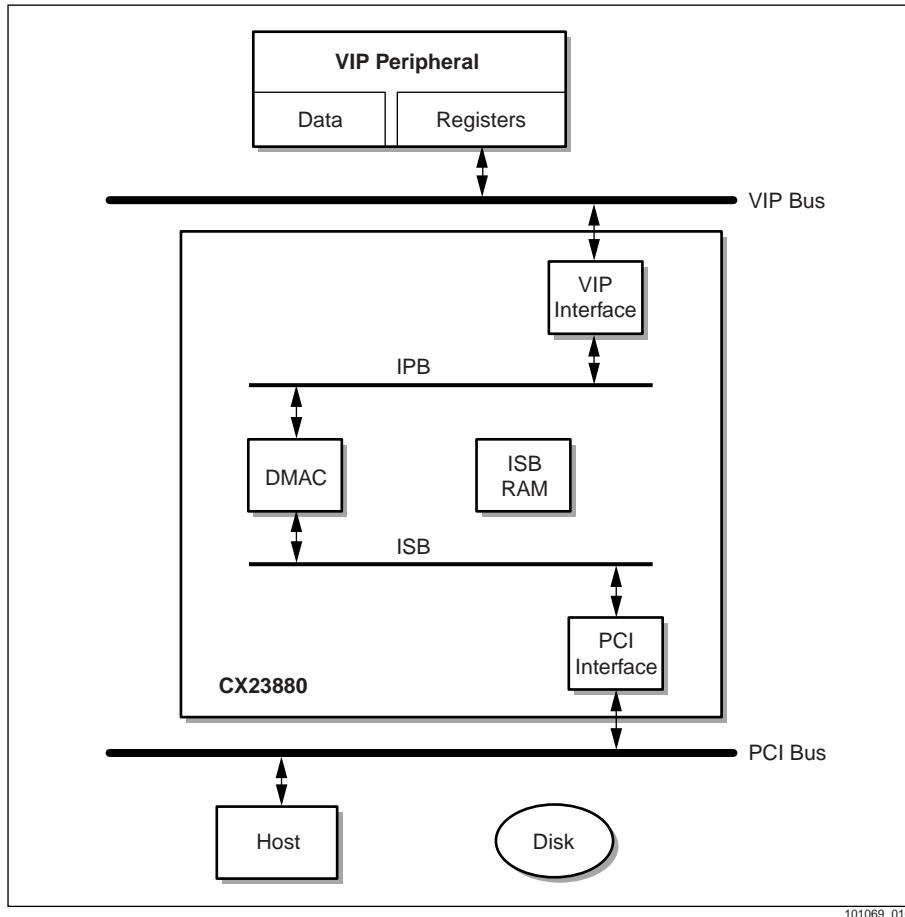 VIP Peripheral
Data
Registers
VIP Bus
VIP
Interface
IPB
DMAC
ISB
RAM
ISB
PCI
Interface
CX23880
PCI Bus
Host
Disk